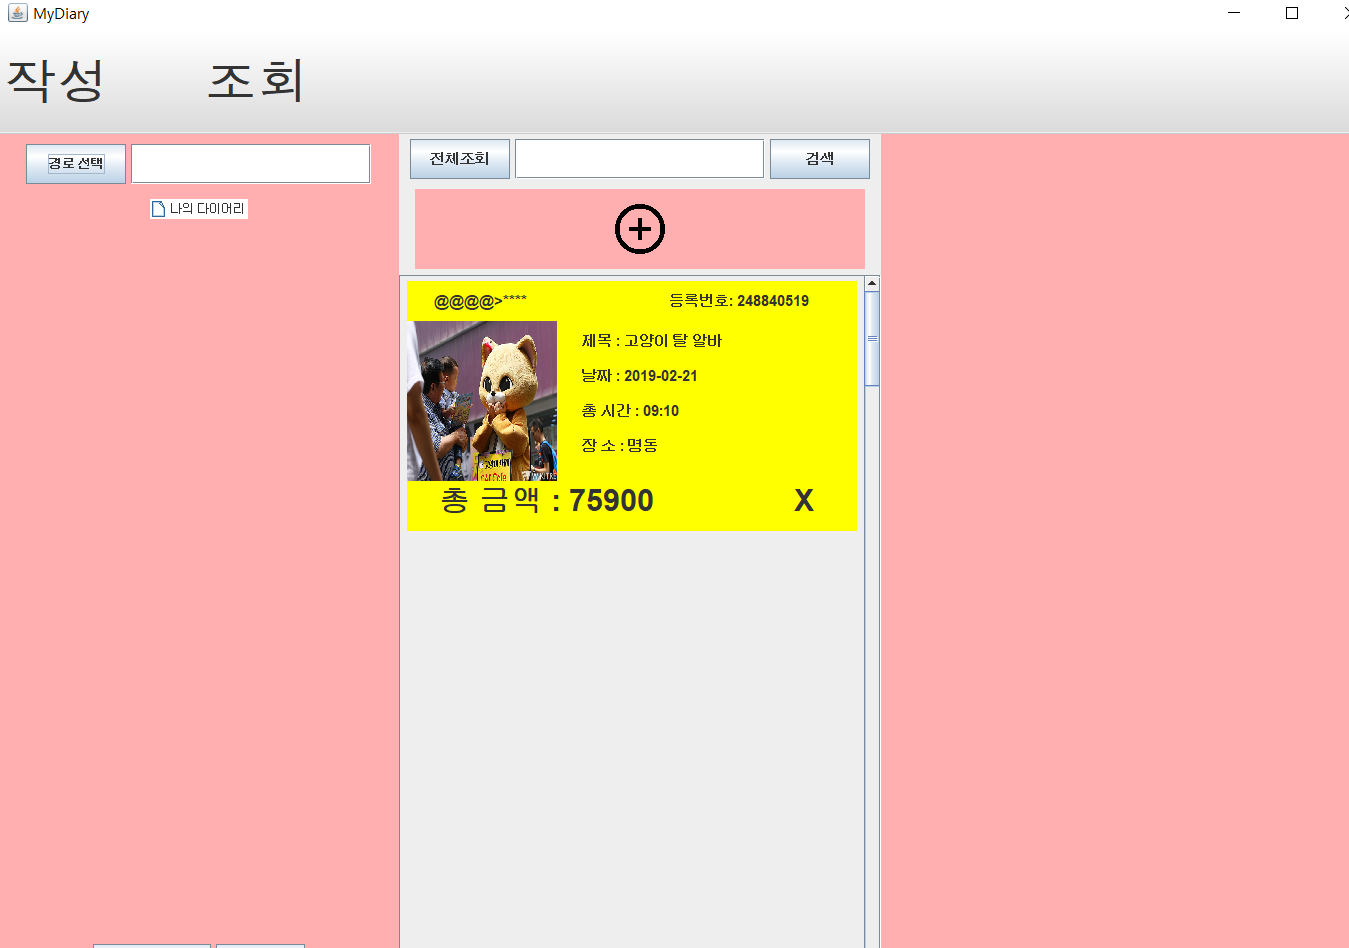 MyDiary
작성 조회
경로 선택
나의 다이어리
전체조회 검색
@@@@>**** 등록번호: 248840519
제목 : 고양이 탈 알바
날짜 : 2019-02-21
총 시간 : 09:10
장 소 : 명동
총 금액 : 75900 X